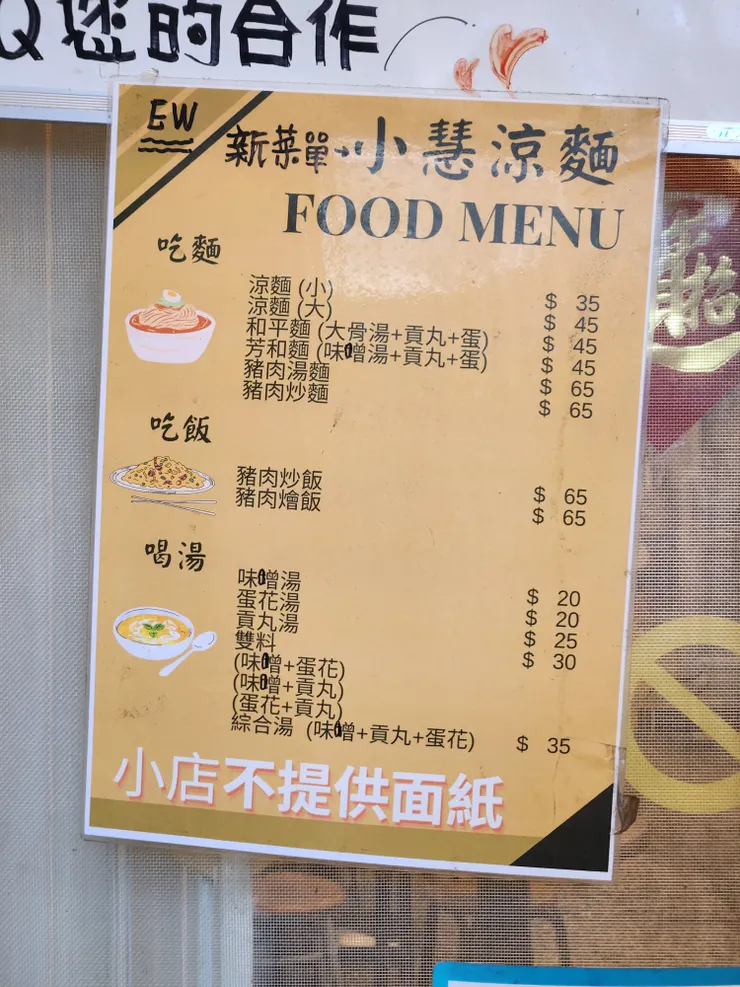 Q您的合作
EW
新菜單→小慧涼麵
FOOD MENU
吃麵
涼麵 (小) $ 35
涼麵 (大) $ 45
和平麵 (大骨湯+貢丸+蛋) $ 45
芳和麵 (味噌湯+貢丸+蛋) $ 45
豬肉湯麵 $ 65
豬肉炒麵 $ 65
吃飯
豬肉炒飯 $ 65
豬肉燴飯 $ 65
喝湯
味噌湯 $ 20
蛋花湯 $ 20
貢丸湯 $ 25
雙料 $ 30
(味噌+蛋花)
(味噌+貢丸)
(蛋花+貢丸)
綜合湯 (味噌+貢丸+蛋花) $ 35
小店不提供面紙